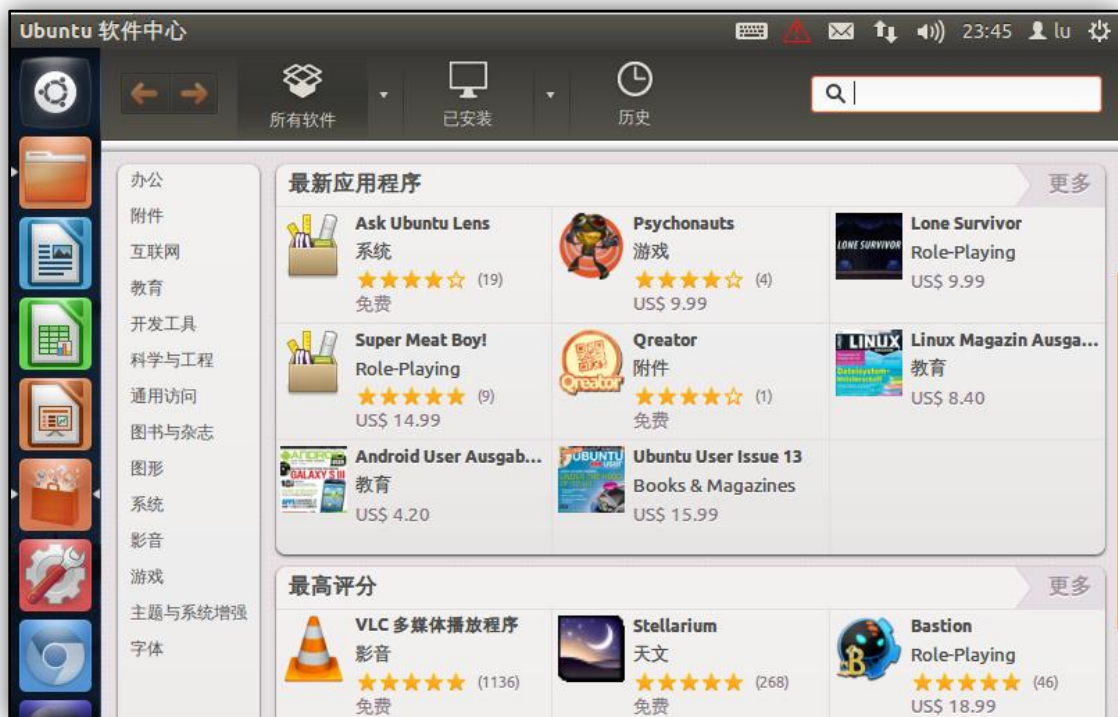 Ubuntu 软件中心
23:45 lu
所有软件
已安装
历史
办公
附件
互联网
教育
开发工具
科学与工程
通用访问
图书与杂志
图形
系统
影音
游戏
主题与系统增强
字体
最新应用程序
更多
Ask Ubuntu Lens
系统
(19)
免费
Psychonauts
游戏
(4)
US$ 9.99
LONE SURVIVOR
Lone Survivor
Role-Playing
US$ 9.99
Super Meat Boy!
Role-Playing
(9)
US$ 14.99
Qreator
Qreator
附件
(1)
免费
LINUX
Linux Magazin Ausga...
教育
US$ 8.40
ANDROID
GALAXY S III
Android User Ausgab...
教育
US$ 4.20
UBUNTU
Ubuntu User Issue 13
Books & Magazines
US$ 15.99
最高评分
更多
VLC 多媒体播放程序
影音
(1136)
免费
Stellarium
天文
(268)
免费
Bastion
Role-Playing
(46)
US$ 18.99